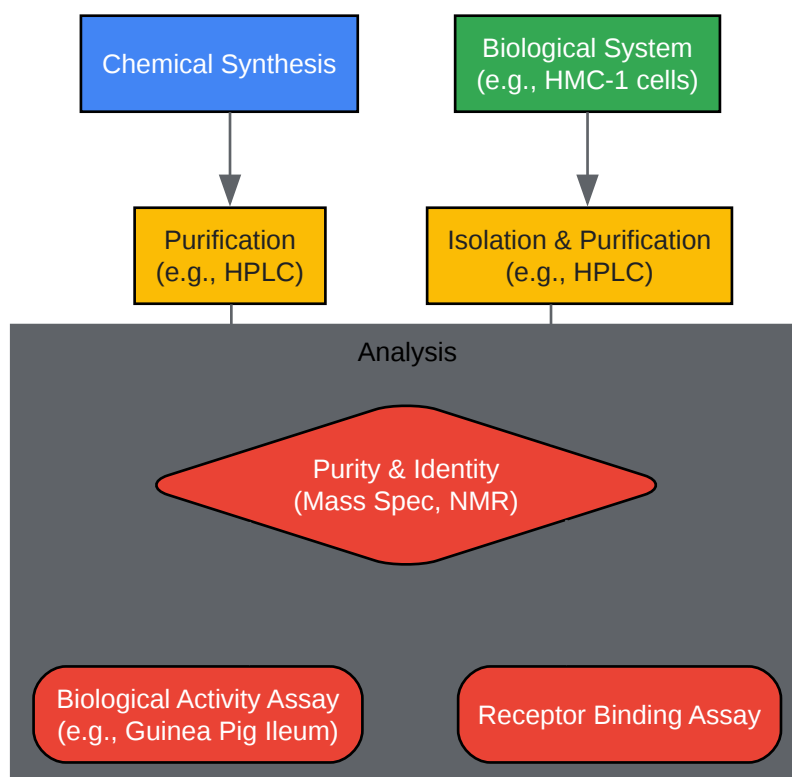 Chemical Synthesis
Biological System
(e.g., HMC-1 cells)
Purification
(e.g., HPLC)
Isolation & Purification
(e.g., HPLC)
Analysis
Purity & Identity
(Mass Spec, NMR)
Biological Activity Assay
(e.g., Guinea Pig Ileum)
Receptor Binding Assay